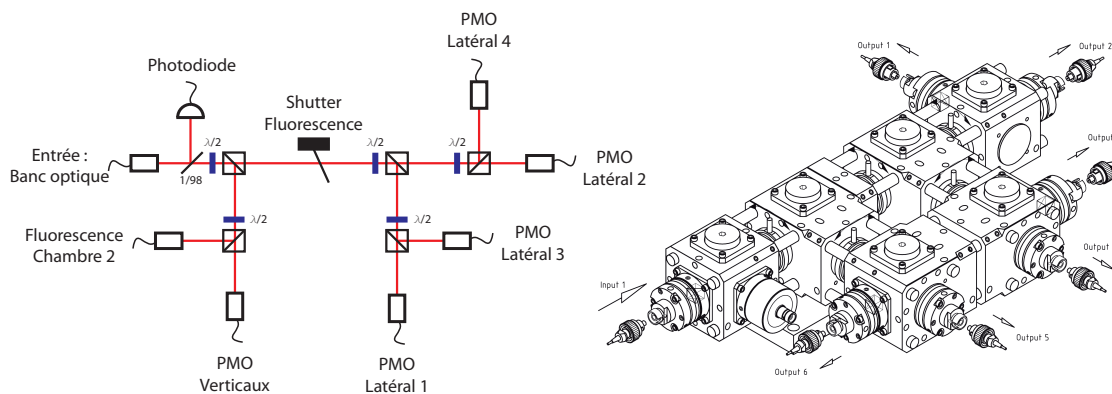 PMO
Latéral 4
Photodiode
Shutter
Fluorescence
λ/2
λ/2
λ/2
Entrée :
Banc optique
1/98
PMO
Latéral 2
λ/2
λ/2
Fluorescence
Chambre 2
PMO
Latéral 3
PMO
Verticaux
PMO
Latéral 1
Output 1
Output 2
Output
Output
Input 1
Output 5
Output 6